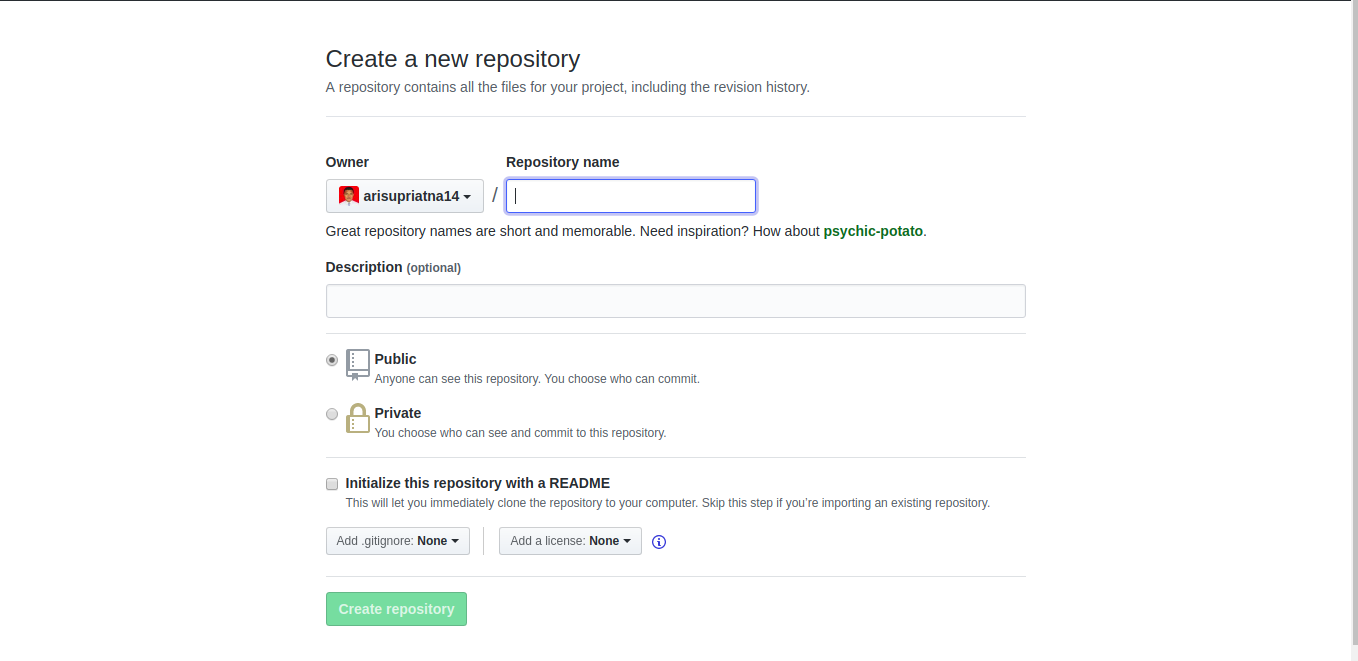 Create a new repository
A repository contains all the files for your project, including the revision history.
Owner
Repository name
arisupriatna14 /
Great repository names are short and memorable. Need inspiration? How about psychic-potato.
Description (optional)
Public
Anyone can see this repository. You choose who can commit.
Private
You choose who can see and commit to this repository.
Initialize this repository with a README
This will let you immediately clone the repository to your computer. Skip this step if you’re importing an existing repository.
Add .gitignore: None
Add a license: None
Create repository